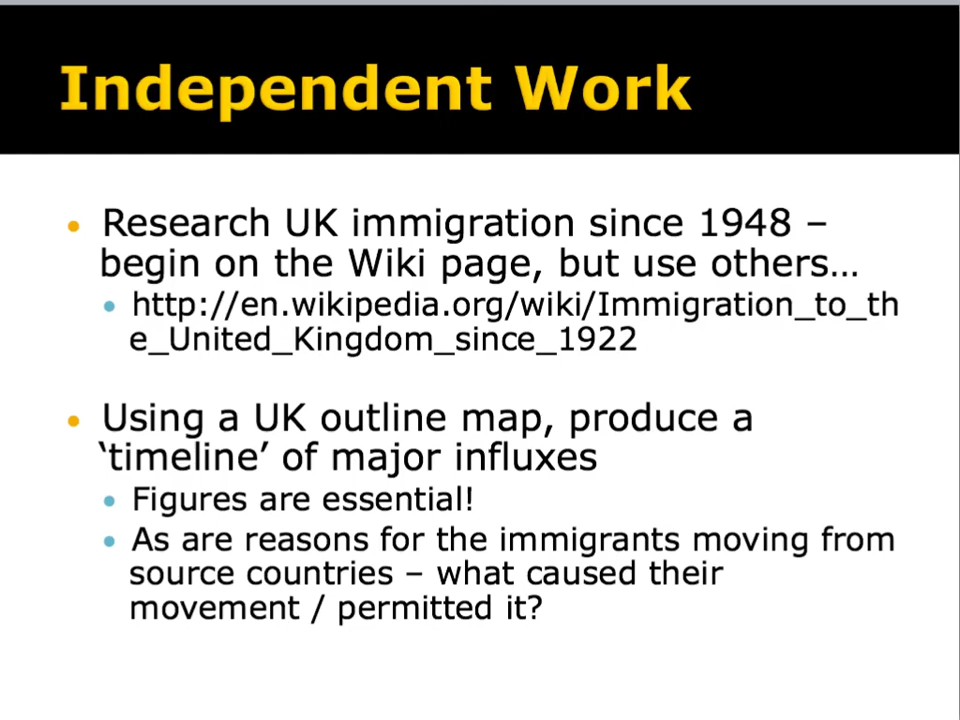 Independent Work
• Research UK immigration since 1948 –
begin on the Wiki page, but use others…
• http://en.wikipedia.org/wiki/Immigration_to_th
e_United_Kingdom_since_1922
• Using a UK outline map, produce a
‘timeline’ of major influxes
• Figures are essential!
• As are reasons for the immigrants moving from
source countries – what caused their
movement / permitted it?